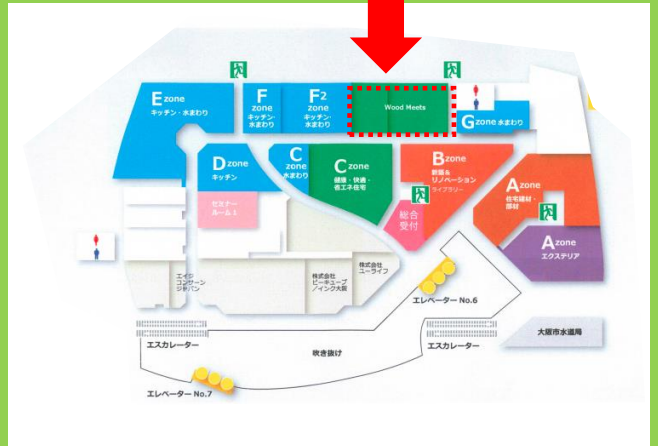 E zone
キッチン・水まわり
F zone
キッチン・
水まわり
F2 zone
キッチン・
水まわり
Wood Meets
G zone 水まわり
D zone
キッチン
C zone
水まわり
C zone
健康・快適・
省エネ住宅
B zone
新築&
リノベーション
ライブラリー
A zone
住宅建材・
部材
セミナー
ルーム1
総合
受付
A zone
エクステリア
エイジ
コンサーン
ジャパン
株式会社
ビーキューブ
／インク大阪
株式会社
ユーライフ
エレベーター No.6
エスカレーター
吹き抜け
エスカレーター
大阪市水道局
エレベーター No.7